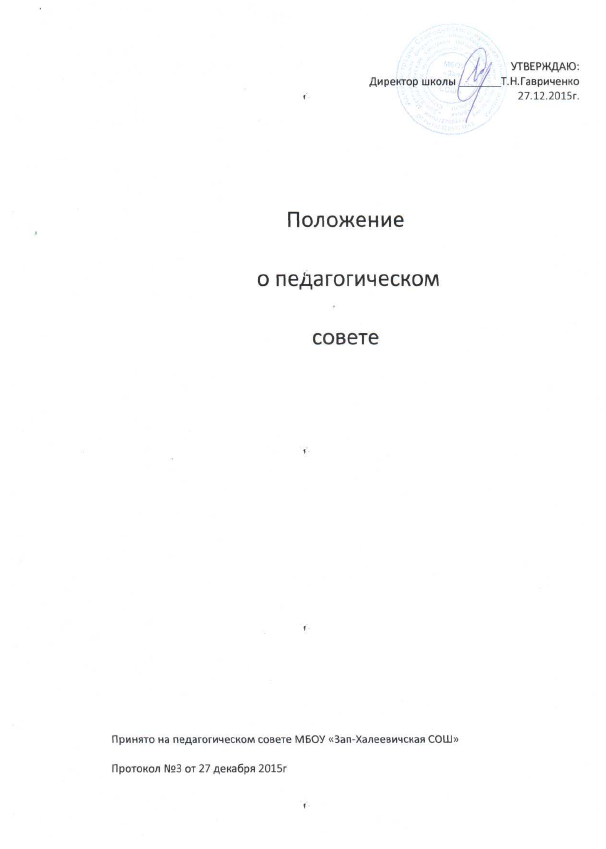 УТВЕРЖДАЮ:
Директор школы ________Т.Н.Гавриченко
27.12.2015г.
Положение
о педагогическом
совете
Принято на педагогическом совете МБОУ «Зап-Халеевичская СОШ»
Протокол №3 от 27 декабря 2015г